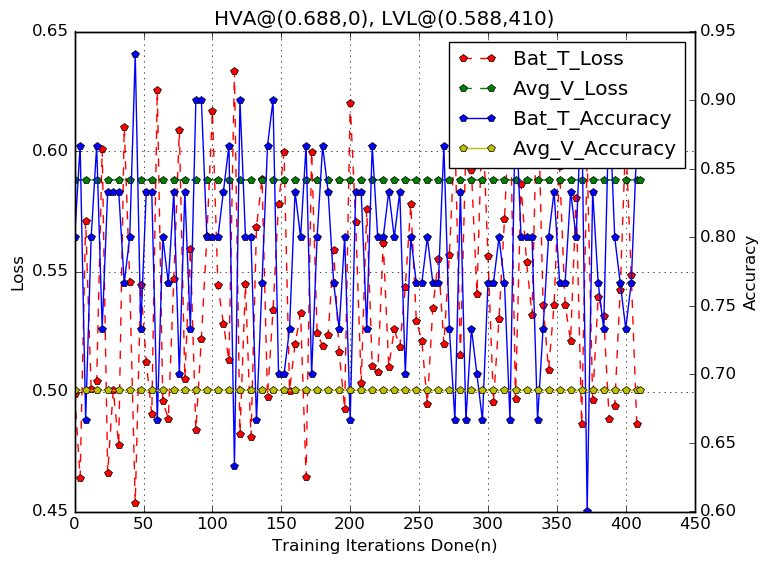 HVA@(0.688,0), LVL@(0.588,410)
0.65
0.60
0.55
0.50
0.45
Loss
0.95
0.90
0.85
0.80
0.75
0.70
0.65
0.60
Accuracy
Bat_T_Loss
Avg_V_Loss
Bat_T_Accuracy
Avg_V_Accuracy
0 50 100 150 200 250 300 350 400 450
Training Iterations Done(n)